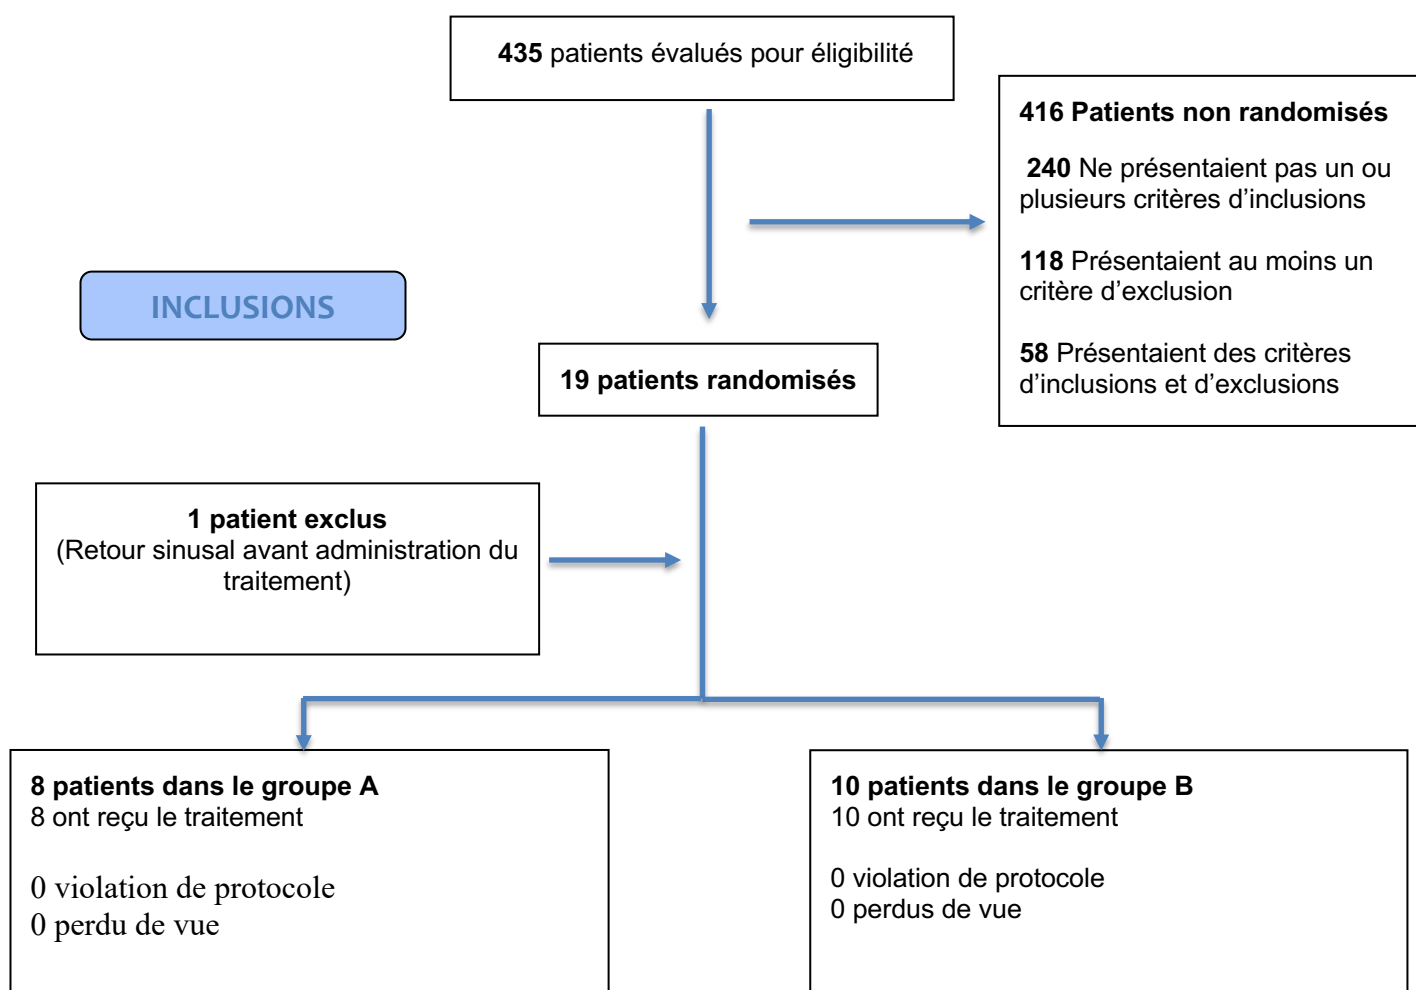 435 patients évalués pour éligibilité
416 Patients non randomisés
240 Ne présentaient pas un ou
plusieurs critères d’inclusions
118 Présentaient au moins un
critère d’exclusion
58 Présentaient des critères
d’inclusions et d’exclusions
INCLUSIONS
19 patients randomisés
1 patient exclus
(Retour sinusal avant administration du
traitement)
8 patients dans le groupe A
8 ont reçu le traitement
0 violation de protocole
0 perdu de vue
10 patients dans le groupe B
10 ont reçu le traitement
0 violation de protocole
0 perdus de vue